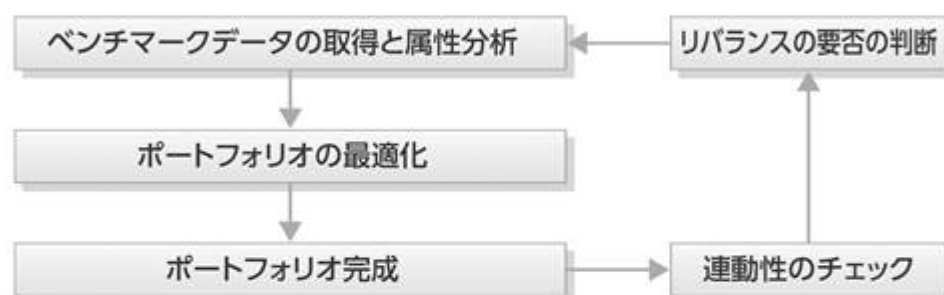 ベンチマークデータの取得と属性分析
リバランスの要否の判断
ポートフォリオの最適化
ポートフォリオ完成
連動性のチェック